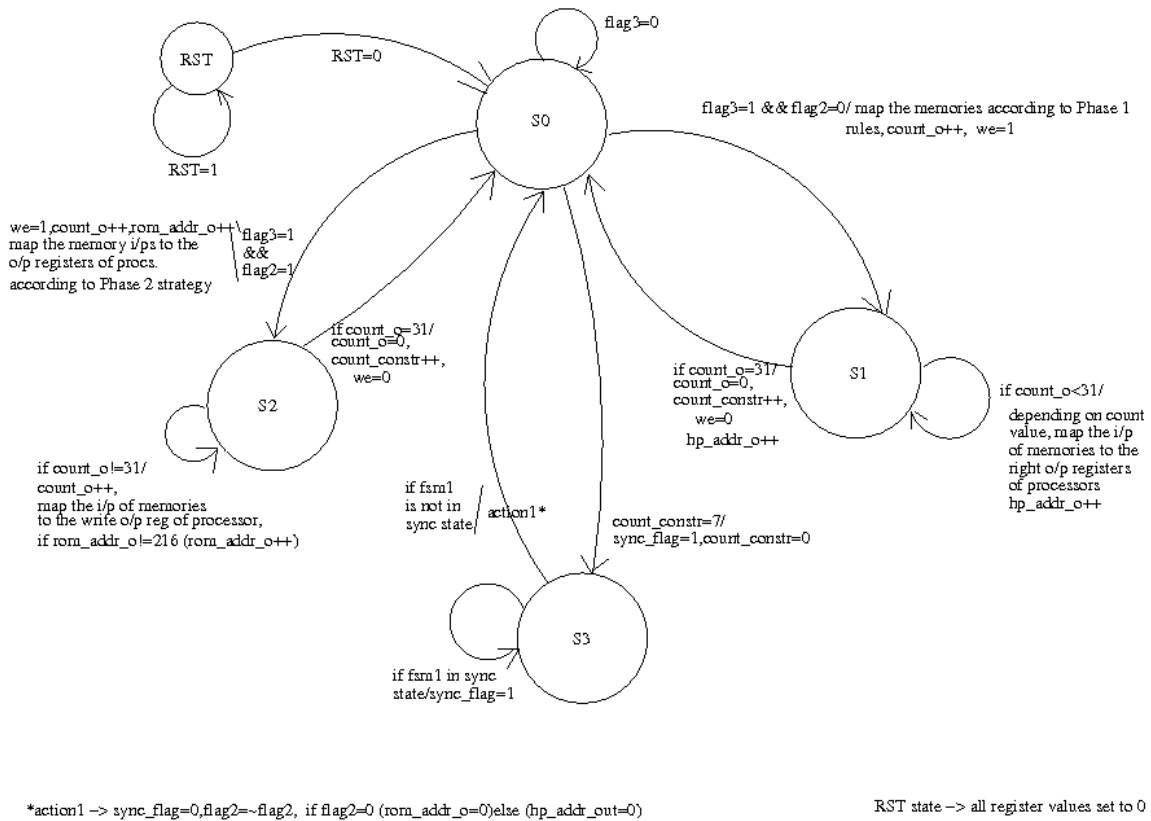 flag3=0
RST
RST=0
S0
flag3=1 && flag2=0/ map the memories according to Phase 1
rules, count_o++, we=1
RST=1
we=1,count_o++,rom_addr_o++\
map the memory i/ps to the
o/p registers of procs.
according to Phase 2 strategy
flag3=1
&&
flag2=1
if count_o=31/
count_o=0,
count_constr++,
we=0
S2
if count_o!=31/
count_o++,
map the i/p of memories
to the write o/p reg of processor,
if rom_addr_o!=216 (rom_addr_o++)
if count_o=31/
count_o=0,
count_constr++,
we=0
hp_addr_o++
S1
if count_o<31/
depending on count
value, map the i/p
of memories to the
right o/p registers
of processors
hp_addr_o++
if fsm1
is not in
sync state
action1*
count_constr=7/
sync_flag=1,count_constr=0
S3
if fsm1 in sync
state/sync_flag=1
*action1 -> sync_flag=0,flag2=~flag2, if flag2=0 (rom_addr_o=0)else (hp_addr_out=0)
RST state -> all register values set to 0